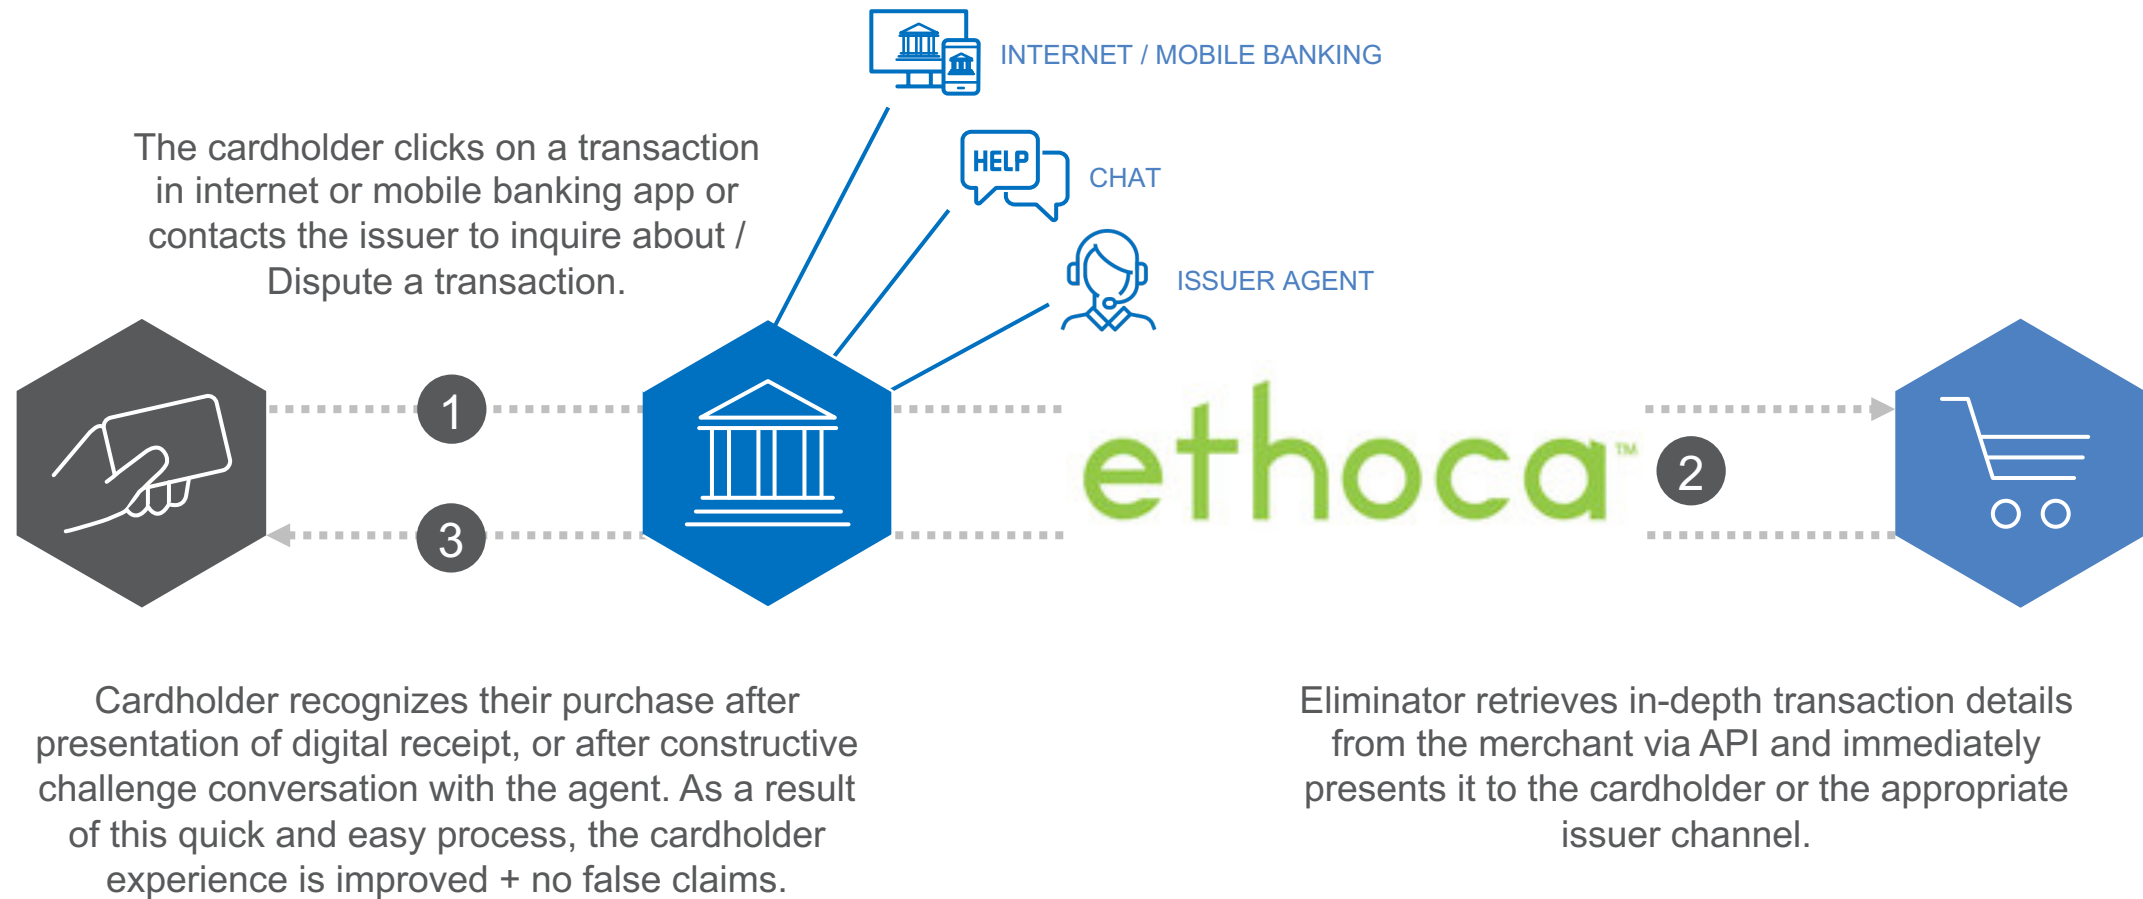 INTERNET / MOBILE BANKING
The cardholder clicks on a transaction
in internet or mobile banking app or
contacts the issuer to inquire about /
Dispute a transaction.
HELP
CHAT
ISSUER AGENT
1
ethoca™
2
3
Cardholder recognizes their purchase after
presentation of digital receipt, or after constructive
challenge conversation with the agent. As a result
of this quick and easy process, the cardholder
experience is improved + no false claims.
Eliminator retrieves in-depth transaction details
from the merchant via API and immediately
presents it to the cardholder or the appropriate
issuer channel.